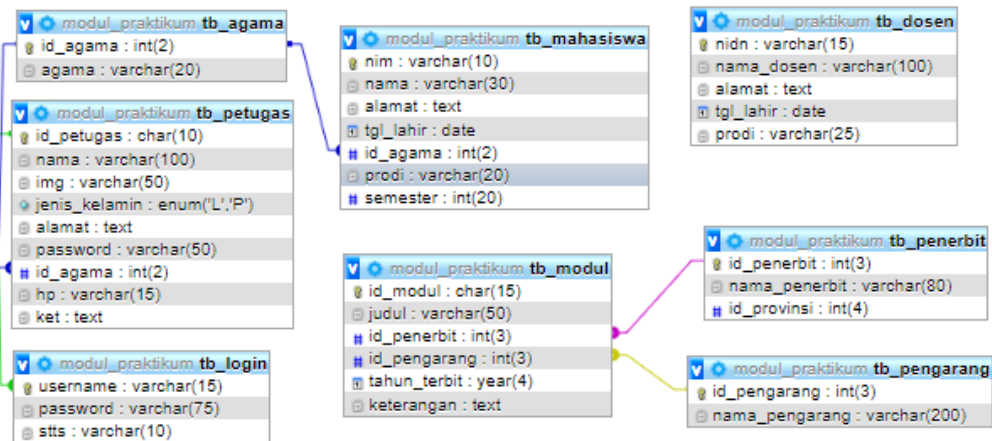 modul_praktikum tb_agama
id_agama : int(2)
agama : varchar(20)
modul_praktikum tb_petugas
id_petugas : char(10)
nama : varchar(100)
img : varchar(50)
jenis_kelamin : enum('L','P')
alamat : text
password : varchar(50)
# id_agama : int(2)
hp : varchar(15)
ket : text
modul_praktikum tb_login
username : varchar(15)
password : varchar(75)
stts : varchar(10)
modul_praktikum tb_mahasiswa
nim : varchar(10)
nama : varchar(30)
alamat : text
tgl_lahir : date
# id_agama : int(2)
prodi : varchar(20)
# semester : int(20)
modul_praktikum tb_modul
id_modul : char(15)
judul : varchar(50)
# id_penerbit : int(3)
# id_pengarang : int(3)
tahun_terbit : year(4)
keterangan : text
modul_praktikum tb_dosen
nidn : varchar(15)
nama_dosen : varchar(100)
alamat : text
tgl_lahir : date
prodi : varchar(25)
modul_praktikum tb_penerbit
id_penerbit : int(3)
nama_penerbit : varchar(80)
# id_provinsi : int(4)
modul_praktikum tb_pengarang
id_pengarang : int(3)
nama_pengarang : varchar(200)